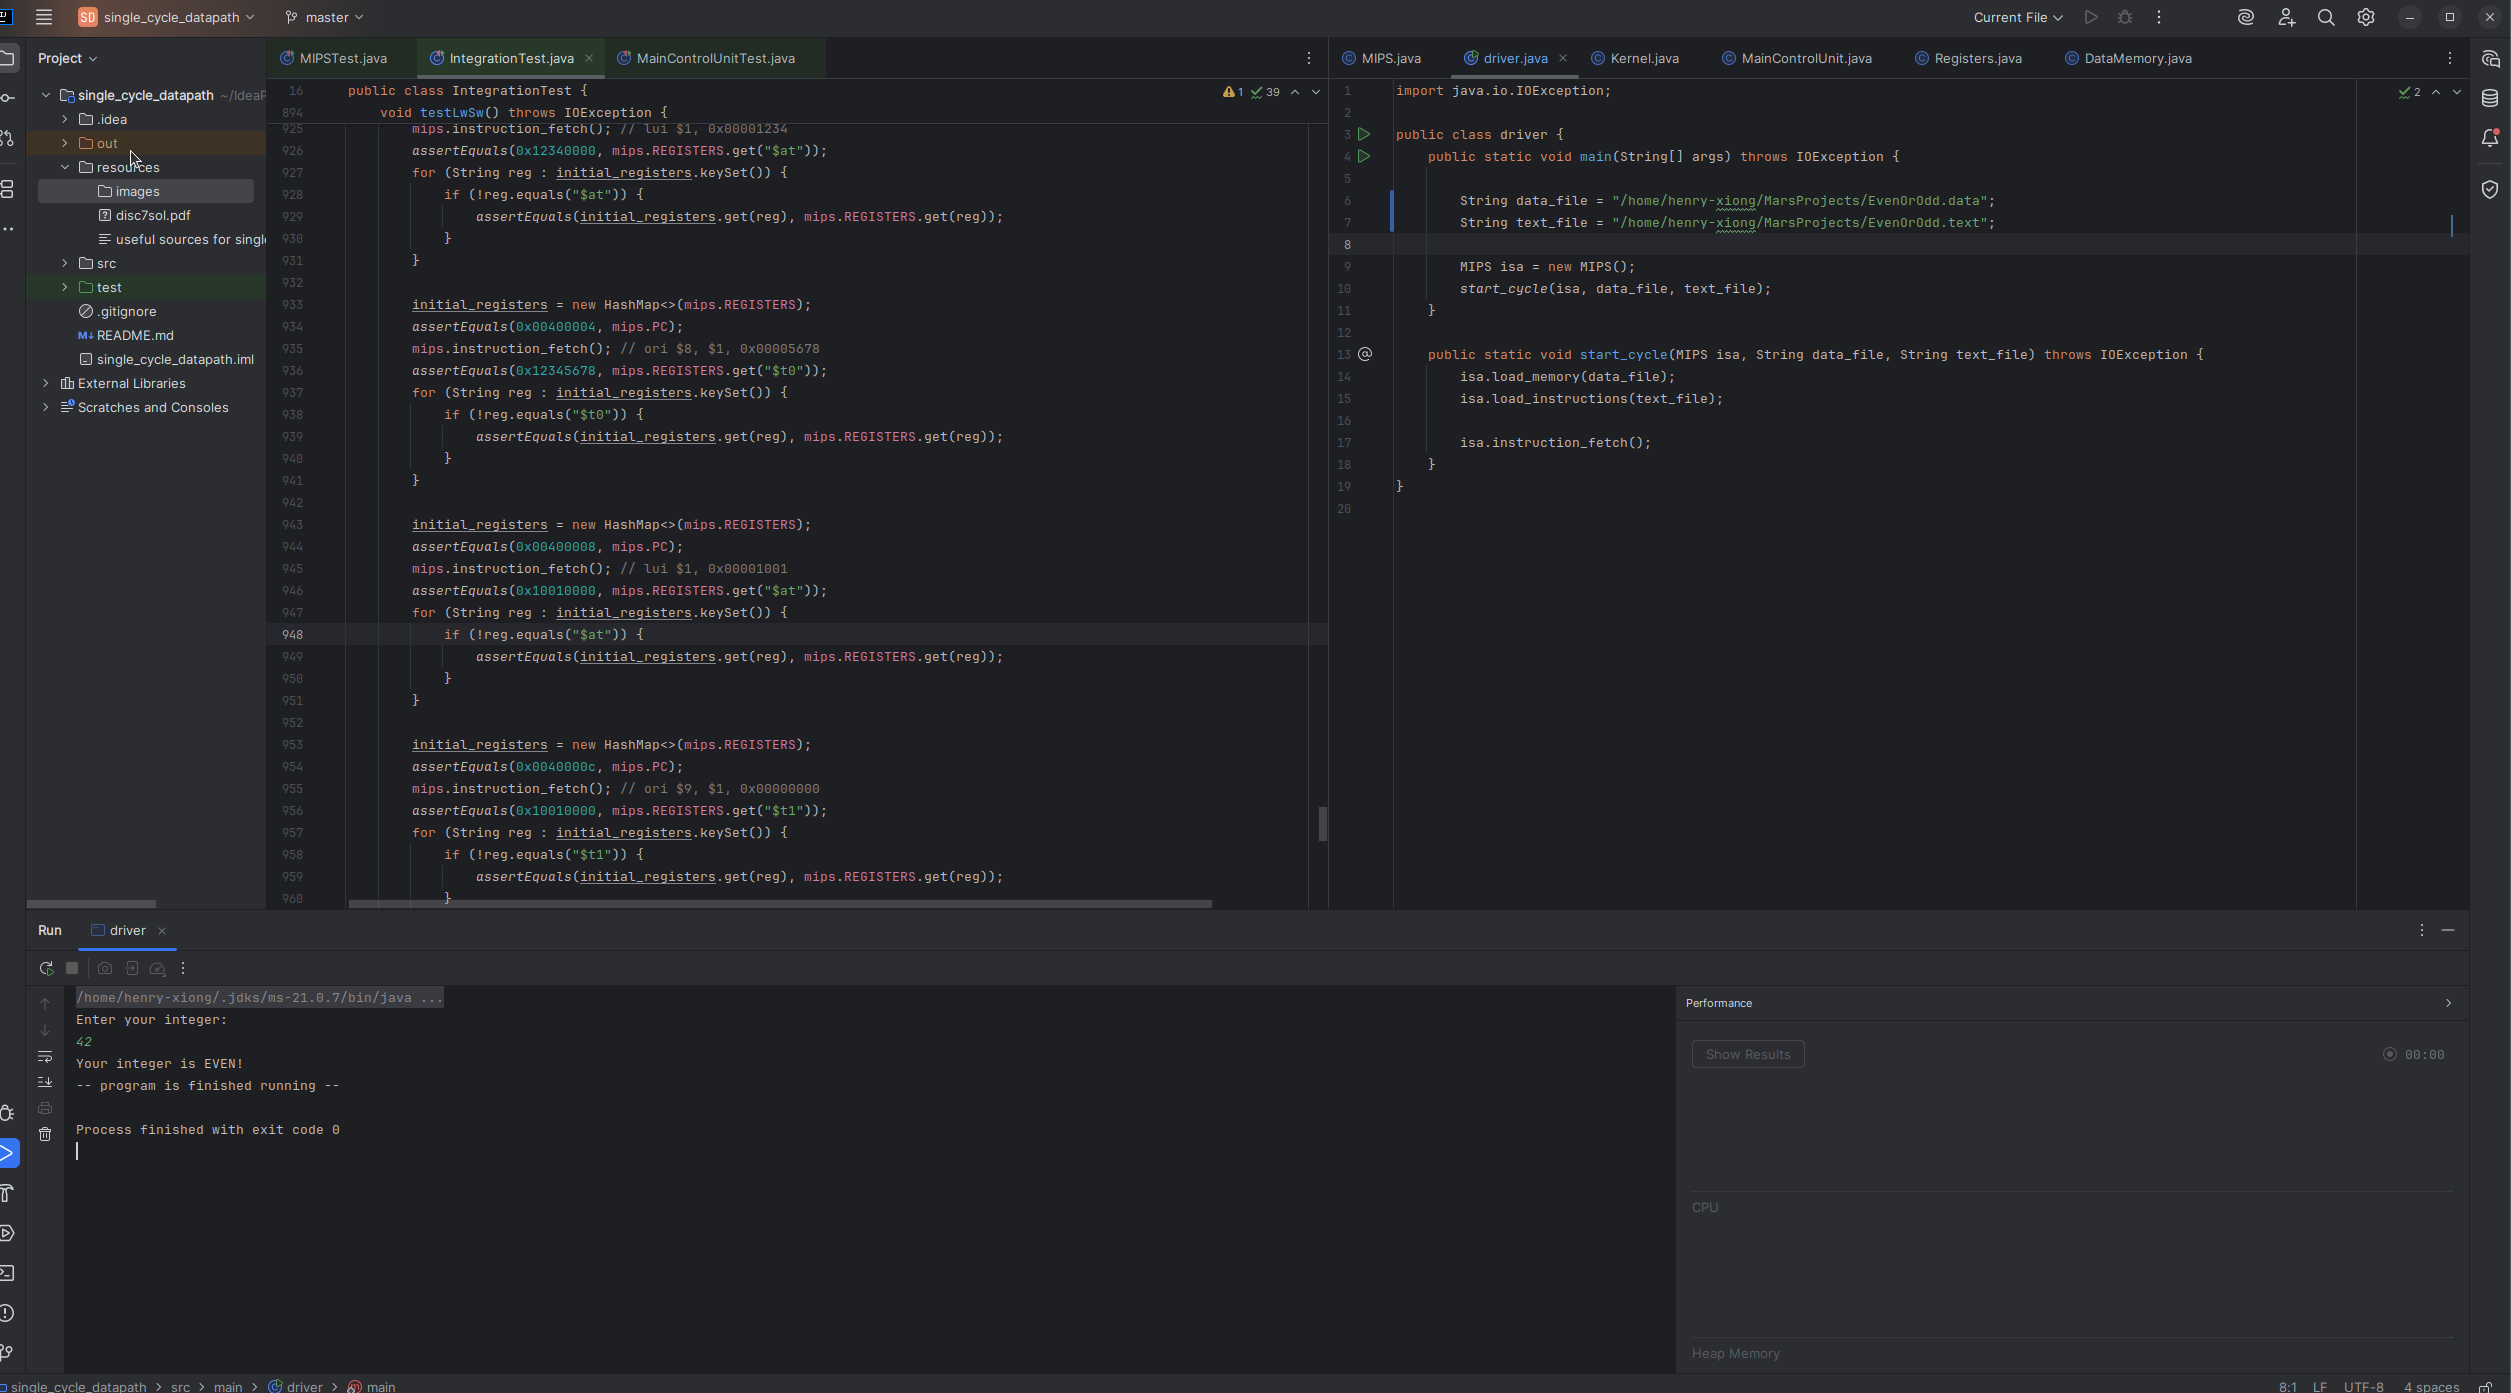 SD single_cycle_datapath master Current File
Project
MIPSTest.java IntegrationTest.java MainControlUnitTest.java
MIPS.java driver.java Kernel.java MainControlUnit.java Registers.java DataMemory.java
single_cycle_datapath ~/IdeaP
.idea
out
resources
images
disc7sol.pdf
useful sources for singl
src
test
.gitignore
M↓ README.md
single_cycle_datapath.iml
External Libraries
Scratches and Consoles
1 39
16 public class IntegrationTest {
894 void testLwSw() throws IOException {
925 mips.instruction_fetch(); // lui $1, 0x00001234
926 assertEquals(0x12340000, mips.REGISTERS.get("$at"));
927 for (String reg : initial_registers.keySet()) {
928 if (!reg.equals("$at")) {
929 assertEquals(initial_registers.get(reg), mips.REGISTERS.get(reg));
930 }
931 }
932
933 initial_registers = new HashMap<>(mips.REGISTERS);
934 assertEquals(0x00400004, mips.PC);
935 mips.instruction_fetch(); // ori $8, $1, 0x00005678
936 assertEquals(0x12345678, mips.REGISTERS.get("$t0"));
937 for (String reg : initial_registers.keySet()) {
938 if (!reg.equals("$t0")) {
939 assertEquals(initial_registers.get(reg), mips.REGISTERS.get(reg));
940 }
941 }
942
943 initial_registers = new HashMap<>(mips.REGISTERS);
944 assertEquals(0x00400008, mips.PC);
945 mips.instruction_fetch(); // lui $1, 0x00001001
946 assertEquals(0x10010000, mips.REGISTERS.get("$at"));
947 for (String reg : initial_registers.keySet()) {
948 if (!reg.equals("$at")) {
949 assertEquals(initial_registers.get(reg), mips.REGISTERS.get(reg));
950 }
951 }
952
953 initial_registers = new HashMap<>(mips.REGISTERS);
954 assertEquals(0x0040000c, mips.PC);
955 mips.instruction_fetch(); // ori $9, $1, 0x00000000
956 assertEquals(0x10010000, mips.REGISTERS.get("$t1"));
957 for (String reg : initial_registers.keySet()) {
958 if (!reg.equals("$t1")) {
959 assertEquals(initial_registers.get(reg), mips.REGISTERS.get(reg));
960 }
2
1 import java.io.IOException;
2
3 public class driver {
4 public static void main(String[] args) throws IOException {
5
6 String data_file = "/home/henry-xiong/MarsProjects/EvenOrOdd.data";
7 String text_file = "/home/henry-xiong/MarsProjects/EvenOrOdd.text";
8
9 MIPS isa = new MIPS();
10 start_cycle(isa, data_file, text_file);
11 }
12
13 @ public static void start_cycle(MIPS isa, String data_file, String text_file) throws IOException {
14 isa.load_memory(data_file);
15 isa.load_instructions(text_file);
16
17 isa.instruction_fetch();
18 }
19 }
20
Run driver
/home/henry-xiong/.jdks/ms-21.0.7/bin/java ...
Enter your integer:
42
Your integer is EVEN!
-- program is finished running --
Process finished with exit code 0
Performance
Show Results 00:00
CPU
Heap Memory
single_cycle_datapath > src > main > driver > main
8:1 LF UTF-8 4 spaces